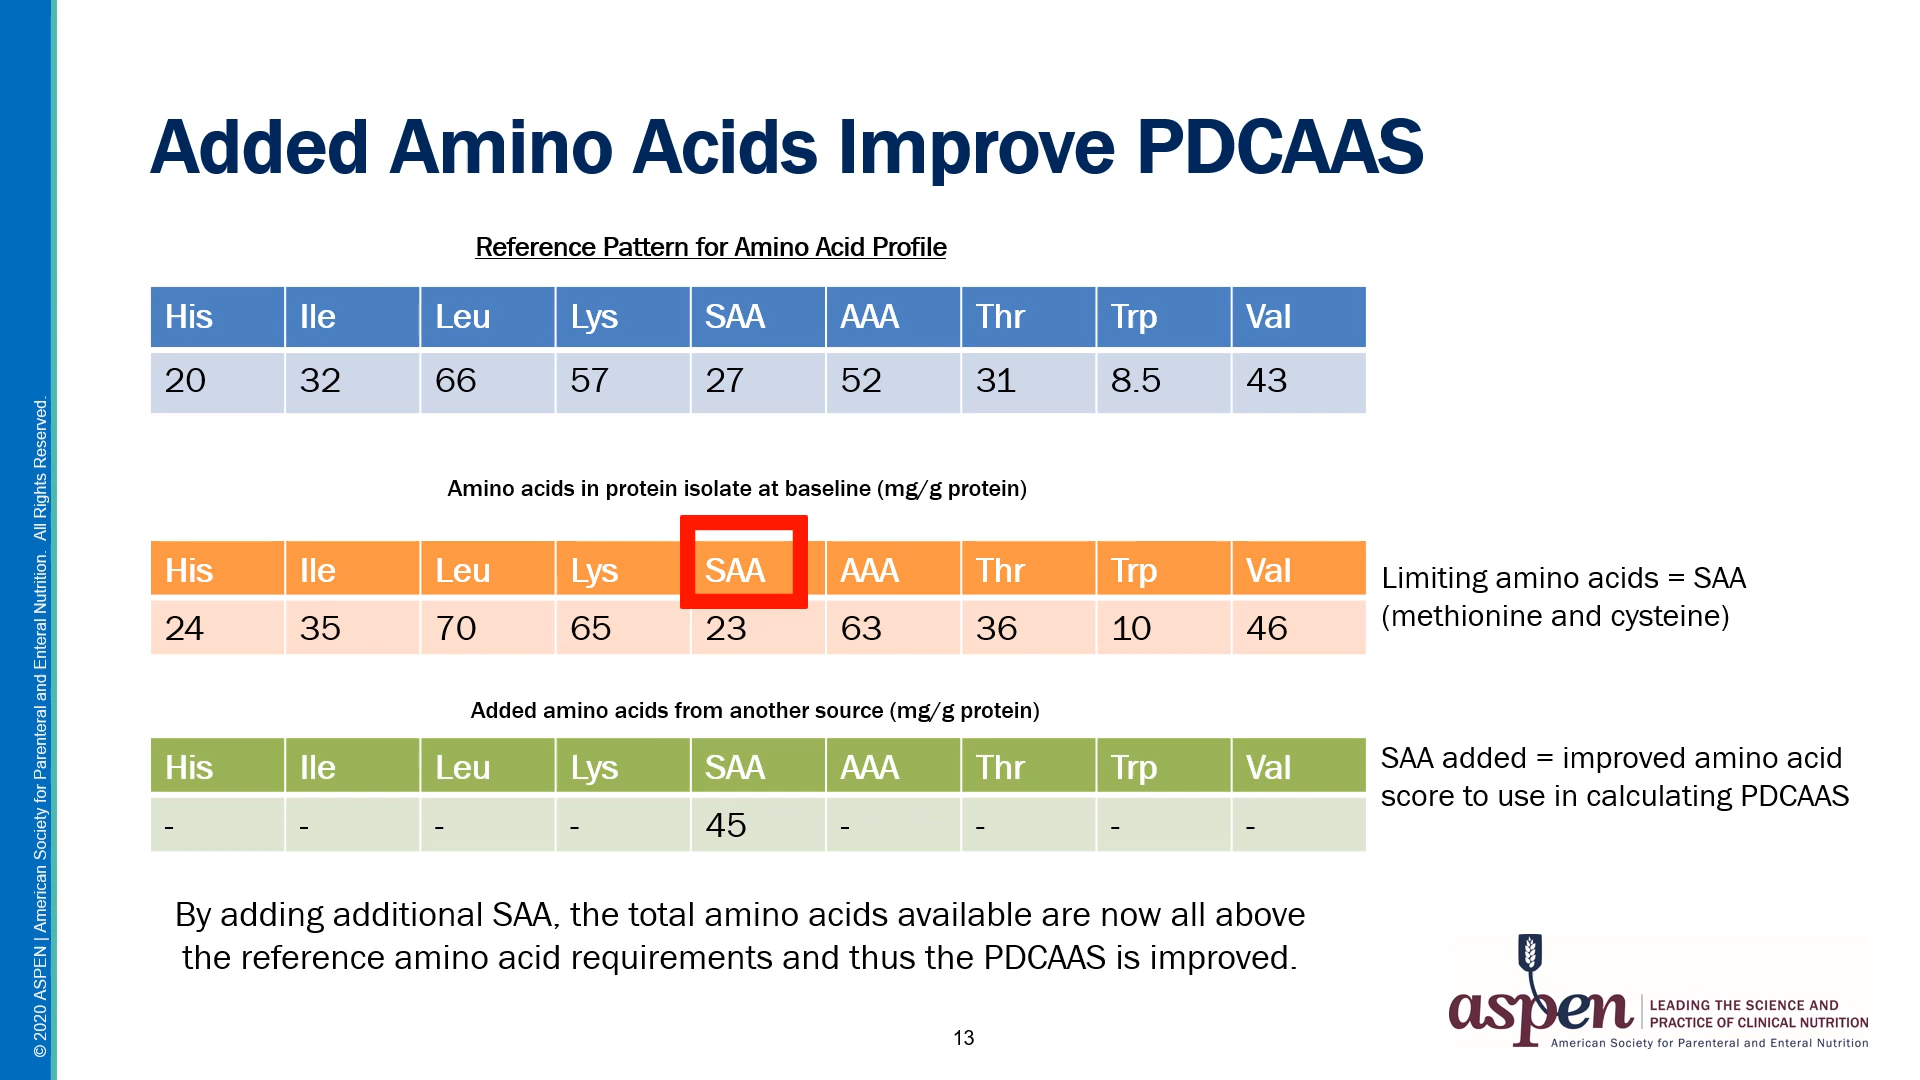 Added Amino Acids Improve PDCAAS
Reference Pattern for Amino Acid Profile
His Ile Leu Lys SAA AAA Thr Trp Val
20 32 66 57 27 52 31 8.5 43
Amino acids in protein isolate at baseline (mg/g protein)
His Ile Leu Lys SAA AAA Thr Trp Val
24 35 70 65 23 63 36 10 46
Limiting amino acids = SAA
(methionine and cysteine)
Added amino acids from another source (mg/g protein)
His Ile Leu Lys SAA AAA Thr Trp Val
- - - - 45 - - - -
SAA added = improved amino acid
score to use in calculating PDCAAS
By adding additional SAA, the total amino acids available are now all above
the reference amino acid requirements and thus the PDCAAS is improved.
13
aspen
LEADING THE SCIENCE AND
PRACTICE OF CLINICAL NUTRITION
American Society for Parenteral and Enteral Nutrition
© 2020 ASPEN | American Society for Parenteral and Enteral Nutrition. All Rights Reserved.